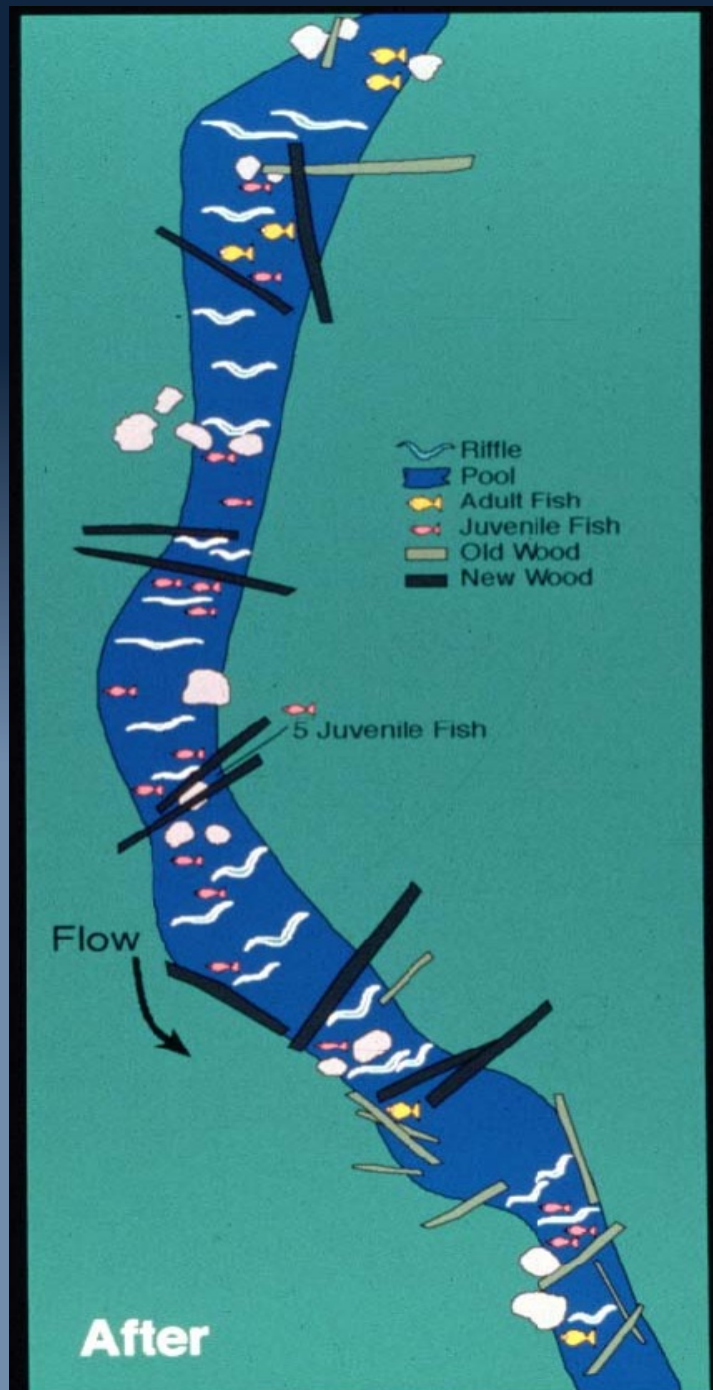 Riffle
Pool
Adult Fish
Juvenile Fish
Old Wood
New Wood
5 Juvenile Fish
Flow
After